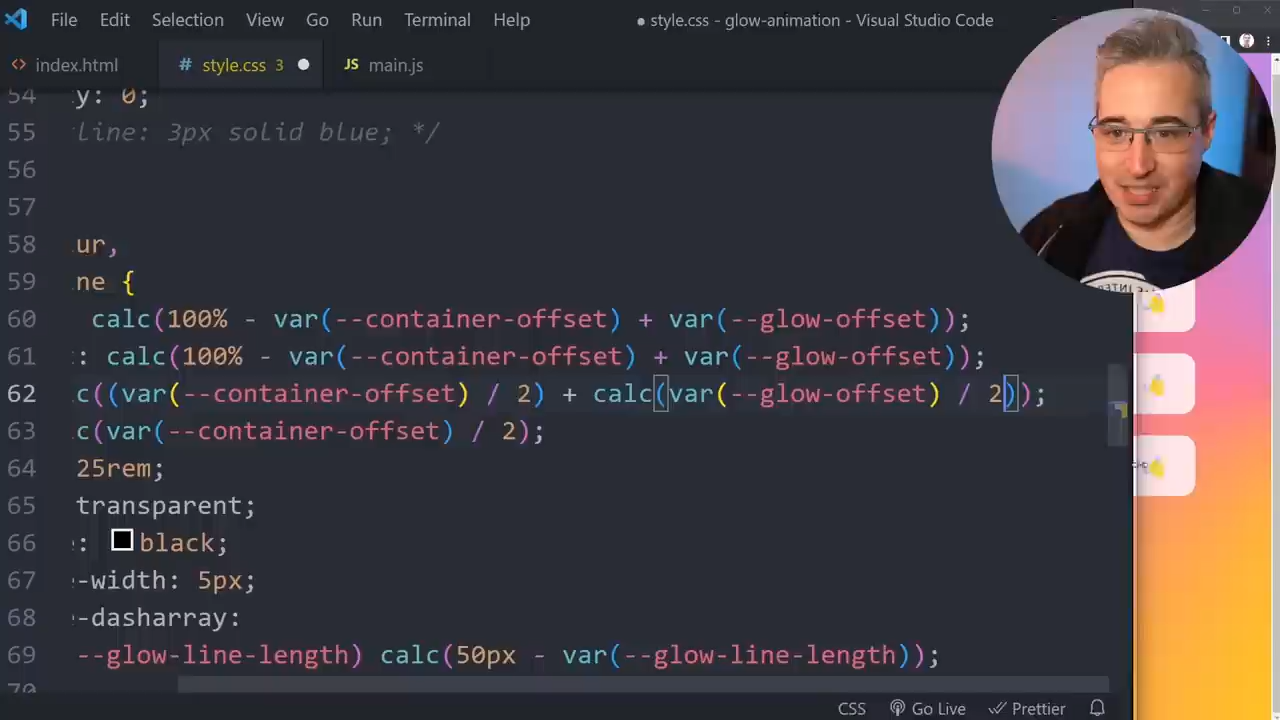 File Edit Selection View Go Run Terminal Help ● style.css - glow-animation - Visual Studio Code
<> index.html # style.css 3 ● JS main.js
54 y: 0;
55 line: 3px solid blue; */
56
57
58 ur,
59 ne {
60 calc(100% - var(--container-offset) + var(--glow-offset));
61 : calc(100% - var(--container-offset) + var(--glow-offset));
62 c((var(--container-offset) / 2) + calc(var(--glow-offset) / 2));
63 c(var(--container-offset) / 2);
64 25rem;
65 transparent;
66 : black;
67 -width: 5px;
68 -dasharray:
69 --glow-line-length) calc(50px - var(--glow-line-length));
70
CSS Go Live Prettier